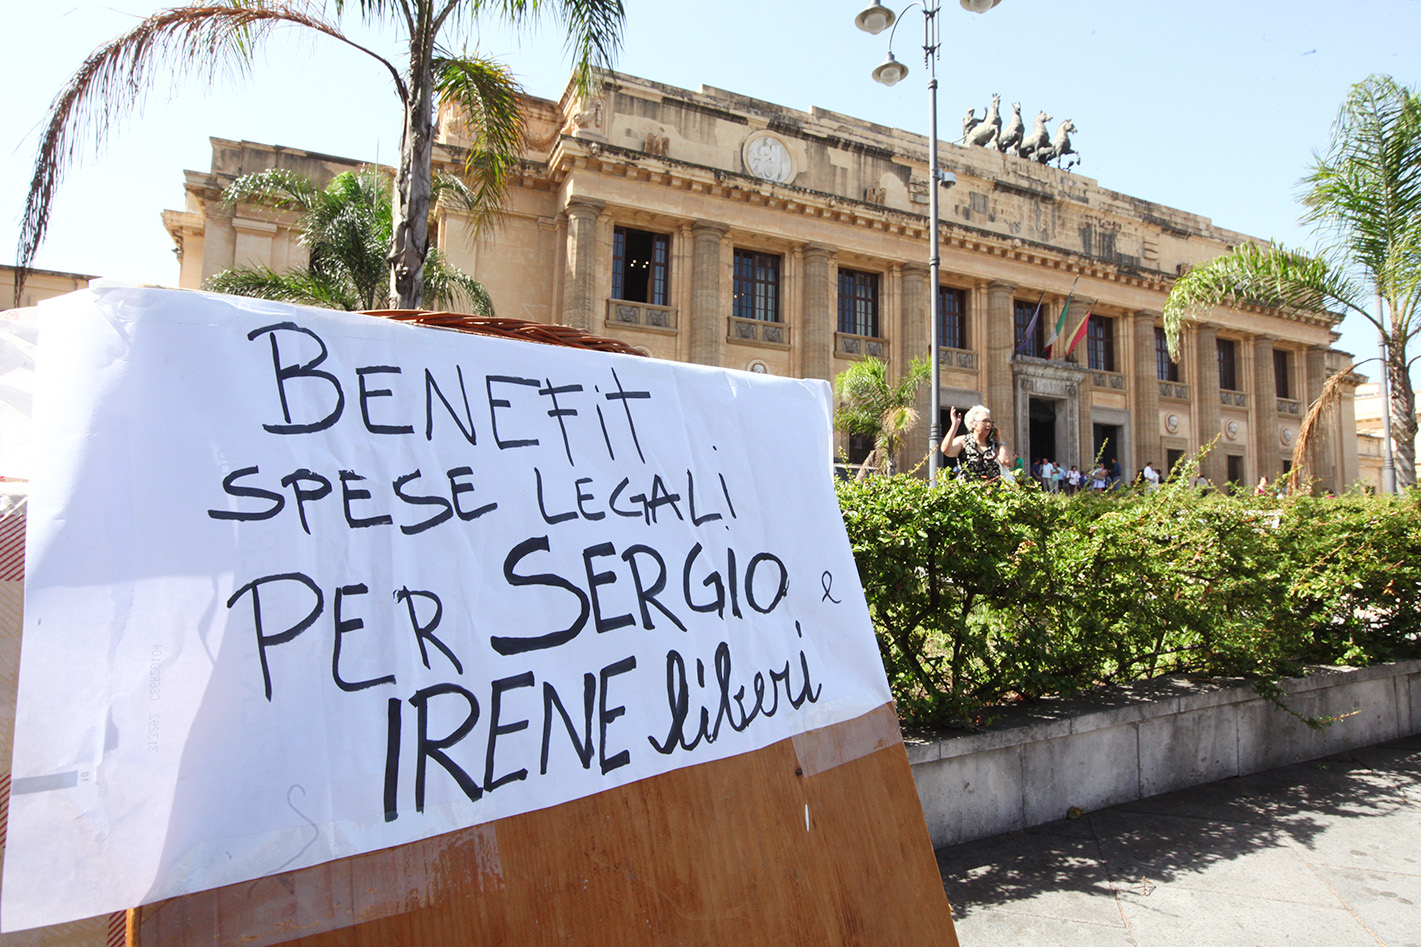 BENEFiT
SPESE LEGALi
PER SERGIO e
IRENE liberi